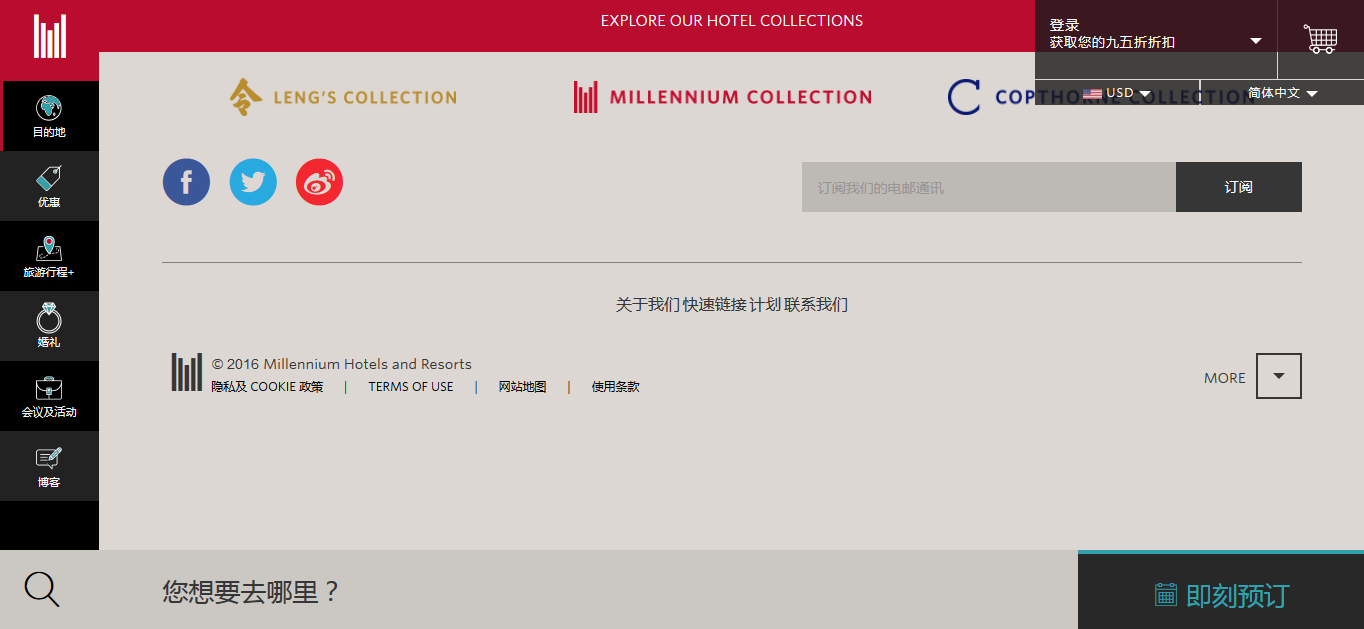 EXPLORE OUR HOTEL COLLECTIONS
登录
获取您的九五折折扣
USD
简体中文
LENG'S COLLECTION
MILLENNIUM COLLECTION
COPTHORNE COLLECTION
目的地
优惠
旅游行程+
婚礼
会议及活动
博客
订阅我们的电邮通讯
订阅
关于我们 快速链接 计划 联系我们
© 2016 Millennium Hotels and Resorts
隐私及 COOKIE 政策 | TERMS OF USE | 网站地图 | 使用条款
MORE
您想要去哪里？
即刻预订